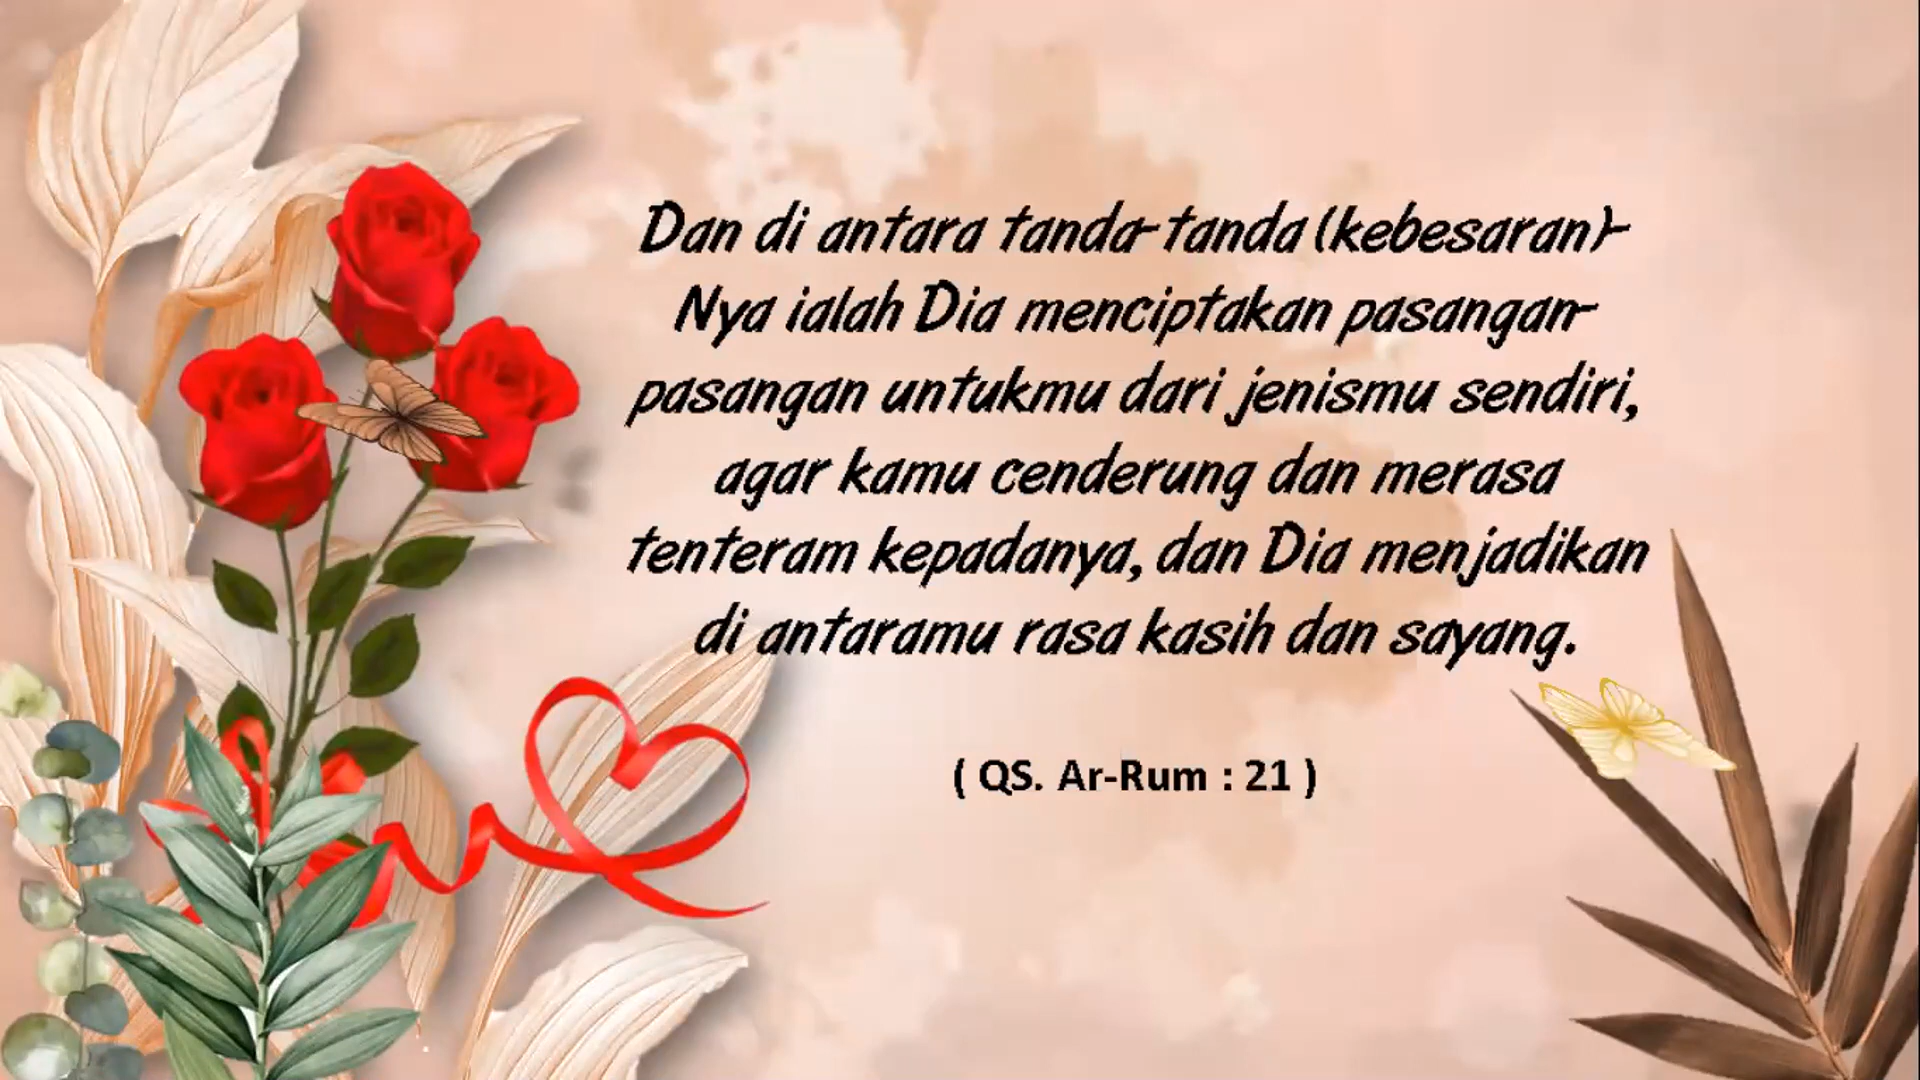 Dan di antara tanda-tanda (kebesaran)-
Nya ialah Dia menciptakan pasangan-
pasangan untukmu dari jenismu sendiri,
agar kamu cenderung dan merasa
tenteram kepadanya, dan Dia menjadikan
di antaramu rasa kasih dan sayang.
( QS. Ar-Rum : 21 )